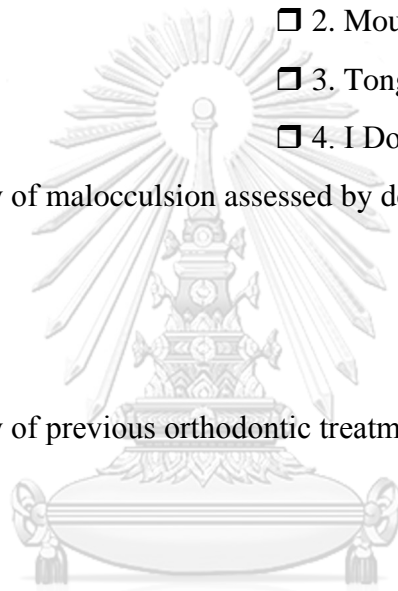 ☐ 2. Mou
☐ 3. Tong
☐ 4. I Do
y of malocculsion assessed by de
y of previous orthodontic treatm